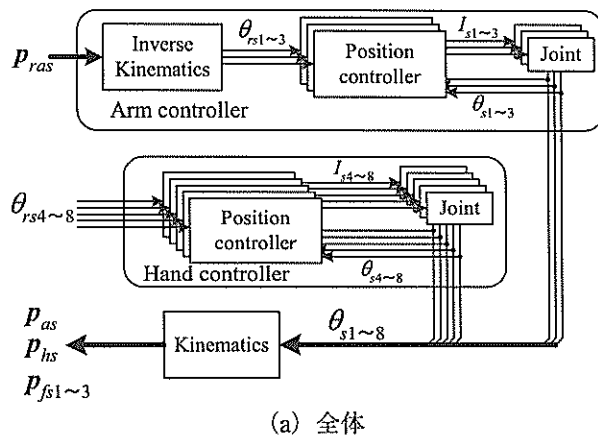 p_ras
Inverse
Kinematics
θ_rs1~3
Position
controller
I_s1~3
Joint
θ_s1~3
Arm controller
θ_rs4~8
Position
controller
I_s4~8
Joint
θ_s4~8
Hand controller
p_as
p_hs
p_fs1~3
Kinematics
θ_s1~8
(a) 全体